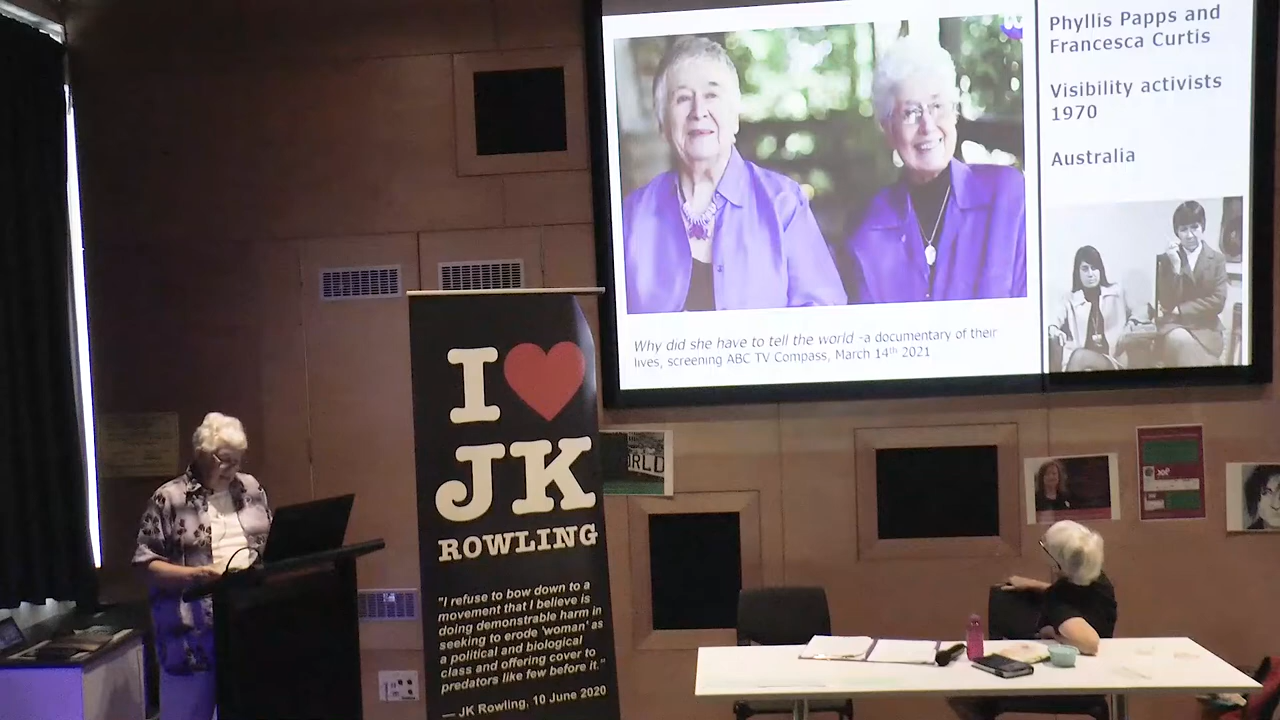 Phyllis Papps and
Francesca Curtis
Visibility activists
1970
Australia
Why did she have to tell the world -a documentary of their
lives, screening ABC TV Compass, March 14th 2021
I
JK
ROWLING
"I refuse to bow down to a
movement that I believe is
doing demonstrable harm in
seeking to erode 'woman' as
a political and biological
class and offering cover to
predators like few before it."
— JK Rowling, 10 June 2020